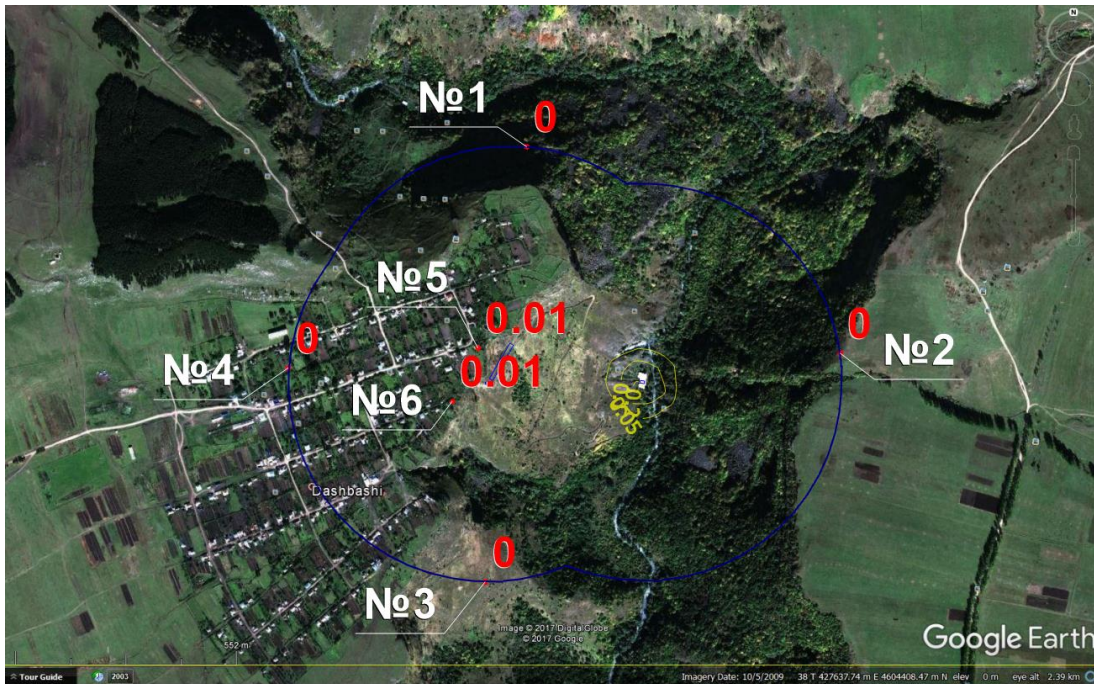 №1
0
№5
0.01
0
№4
0
№2
0.01
№6
Dashbashi
0
№3
Image © 2017 DigitalGlobe
© 2017 Google
552 m
Google Earth
Tour Guide
2003
Imagery Date: 10/5/2009 38 T 427637.74 m E 4604408.47 m N elev 0 m eye alt 2.39 km
N